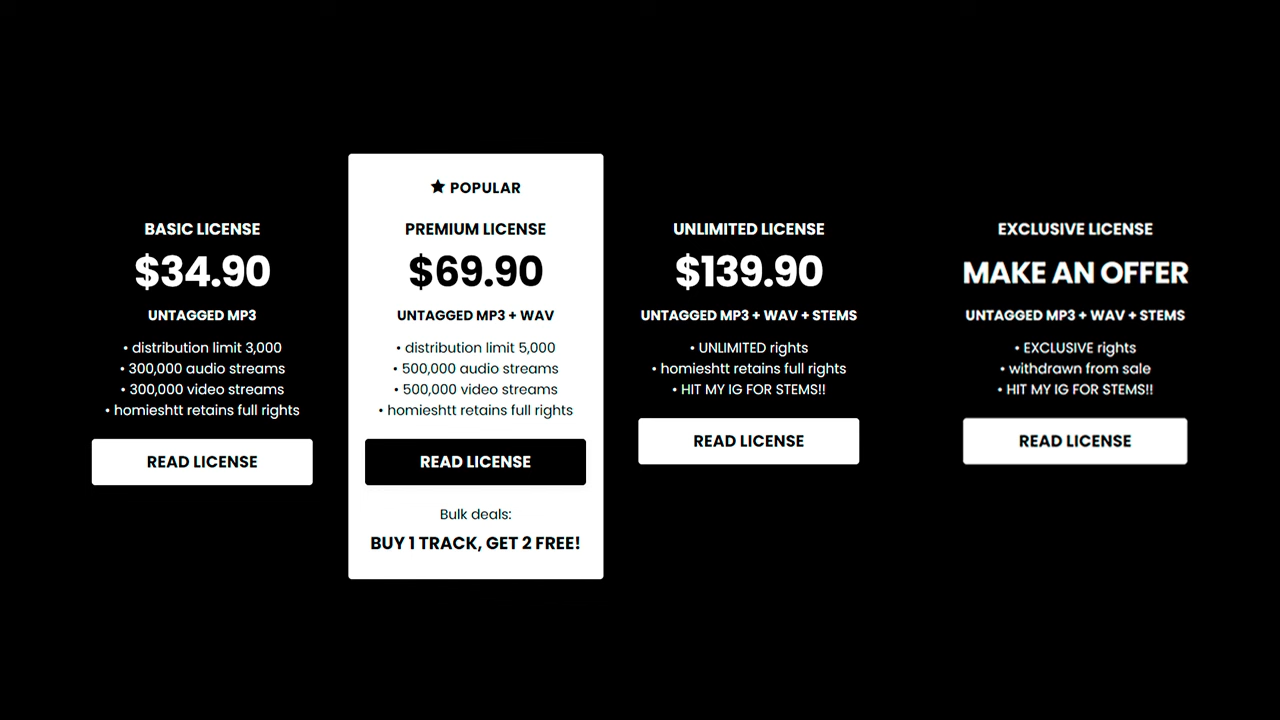 BASIC LICENSE
$34.90
UNTAGGED MP3
• distribution limit 3,000
• 300,000 audio streams
• 300,000 video streams
• homieshtt retains full rights
READ LICENSE
★ POPULAR
PREMIUM LICENSE
$69.90
UNTAGGED MP3 + WAV
• distribution limit 5,000
• 500,000 audio streams
• 500,000 video streams
• homieshtt retains full rights
READ LICENSE
Bulk deals:
BUY 1 TRACK, GET 2 FREE!
UNLIMITED LICENSE
$139.90
UNTAGGED MP3 + WAV + STEMS
• UNLIMITED rights
• homieshtt retains full rights
• HIT MY IG FOR STEMS!!
READ LICENSE
EXCLUSIVE LICENSE
MAKE AN OFFER
UNTAGGED MP3 + WAV + STEMS
• EXCLUSIVE rights
• withdrawn from sale
• HIT MY IG FOR STEMS!!
READ LICENSE